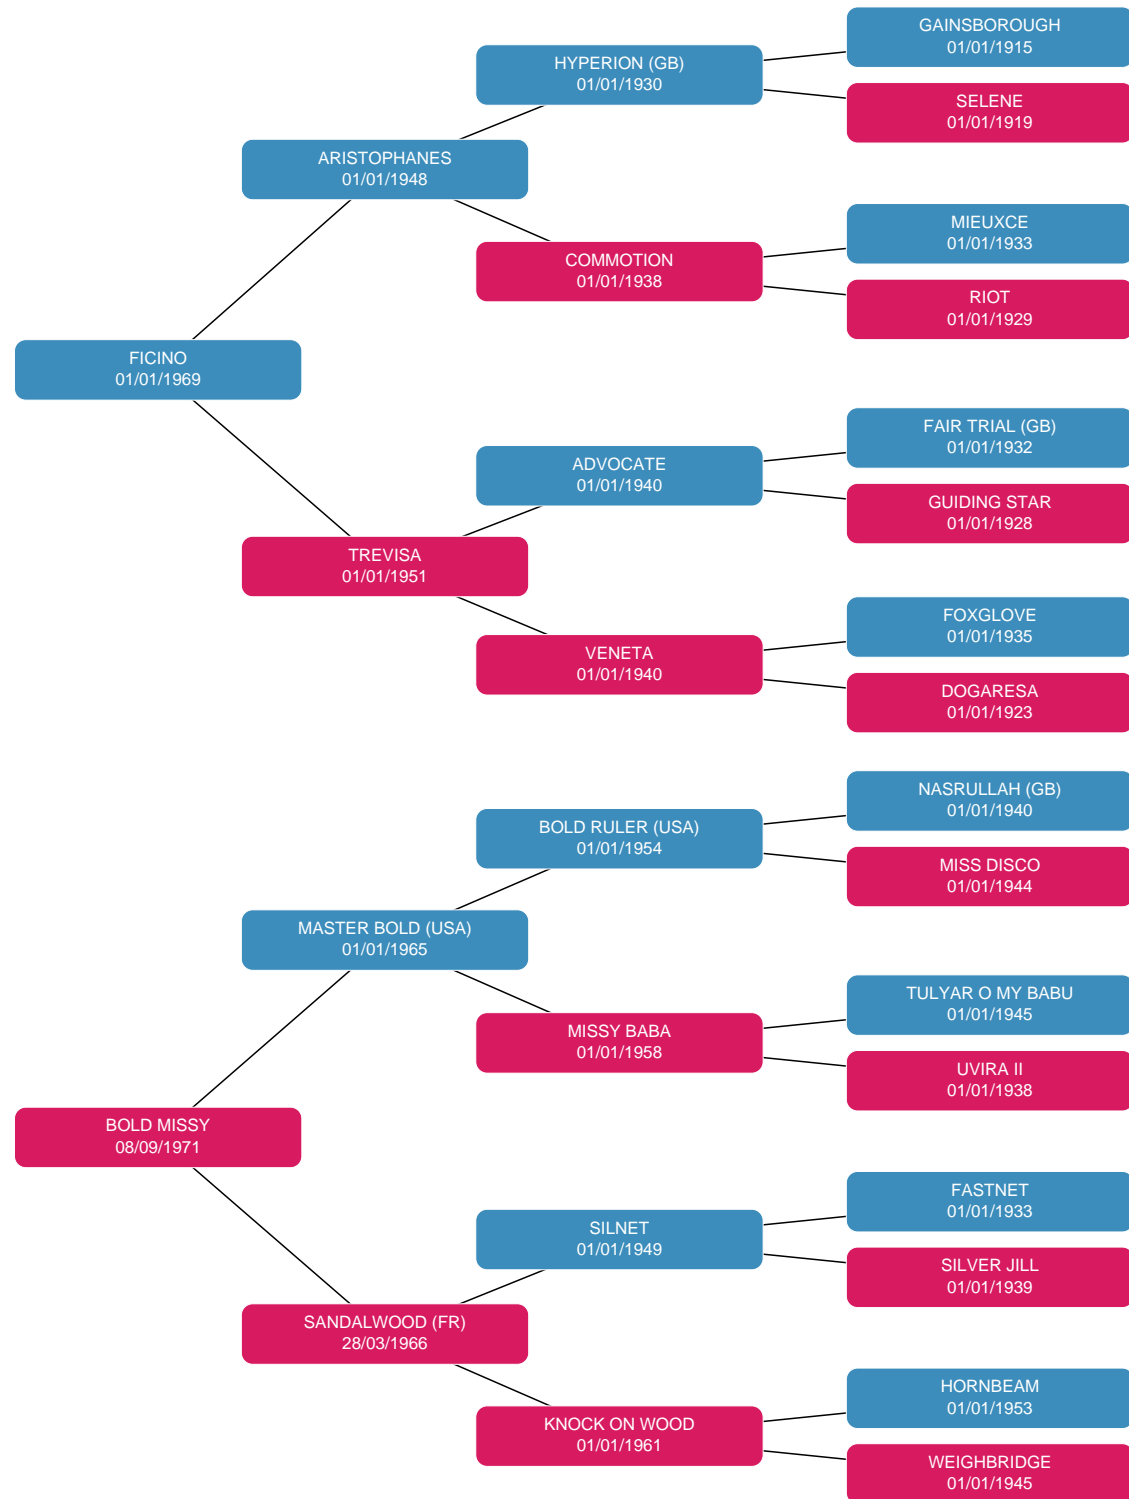 GAINSBOROUGH
01/01/1915
HYPERION (GB)
01/01/1930
SELENE
01/01/1919
ARISTOPHANES
01/01/1948
MIEUXCE
01/01/1933
COMMOTION
01/01/1938
RIOT
01/01/1929
FICINO
01/01/1969
FAIR TRIAL (GB)
01/01/1932
ADVOCATE
01/01/1940
GUIDING STAR
01/01/1928
TREVISA
01/01/1951
FOXGLOVE
01/01/1935
VENETA
01/01/1940
DOGARESA
01/01/1923
NASRULLAH (GB)
01/01/1940
BOLD RULER (USA)
01/01/1954
MISS DISCO
01/01/1944
MASTER BOLD (USA)
01/01/1965
TULYAR O MY BABU
01/01/1945
MISSY BABA
01/01/1958
UVIRA II
01/01/1938
BOLD MISSY
08/09/1971
FASTNET
01/01/1933
SILNET
01/01/1949
SILVER JILL
01/01/1939
SANDALWOOD (FR)
28/03/1966
HORNBEAM
01/01/1953
KNOCK ON WOOD
01/01/1961
WEIGHBRIDGE
01/01/1945